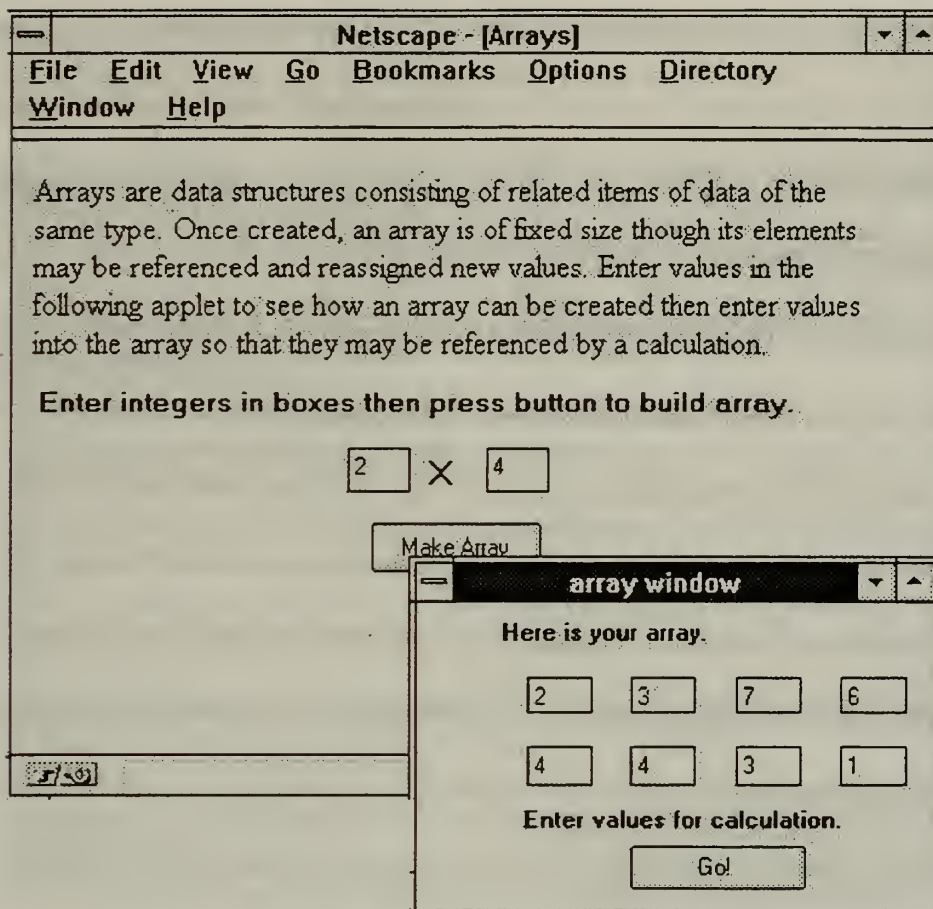 Netscape - [Arrays]
File Edit View Go Bookmarks Options Directory
Window Help
Arrays are data structures consisting of related items of data of the
same type. Once created, an array is of fixed size though its elements
may be referenced and reassigned new values. Enter values in the
following applet to see how an array can be created then enter values
into the array so that they may be referenced by a calculation.
Enter integers in boxes then press button to build array.
2 X 4
Make Array
array window
Here is your array.
2 3 7 6
4 4 3 1
Enter values for calculation.
Go!